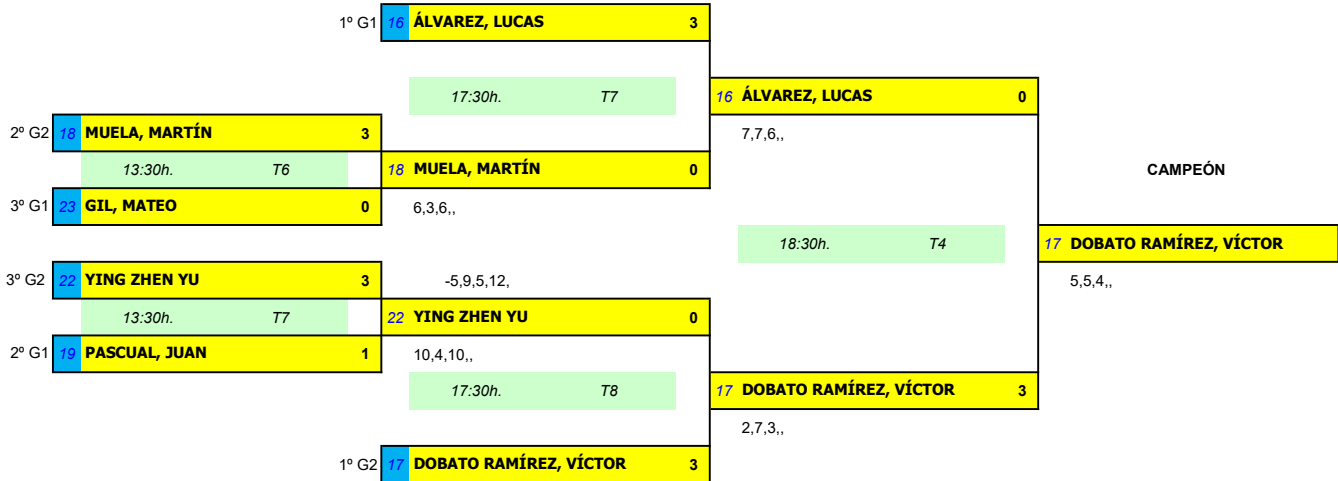 1º G1 16 ÁLVAREZ, LUCAS 3
17:30h. T7 16 ÁLVAREZ, LUCAS 0
2º G2 18 MUELA, MARTÍN 3 7,7,6,,
13:30h. T6 18 MUELA, MARTÍN 0 CAMPEÓN
3º G1 23 GIL, MATEO 0 6,3,6,,
18:30h. T4 17 DOBATO RAMÍREZ, VÍCTOR
3º G2 22 YING ZHEN YU 3 -5,9,5,12, 5,5,4,,
13:30h. T7 22 YING ZHEN YU 0
2º G1 19 PASCUAL, JUAN 1 10,4,10,,
17:30h. T8 17 DOBATO RAMÍREZ, VÍCTOR 3
2,7,3,,
1º G2 17 DOBATO RAMÍREZ, VÍCTOR 3